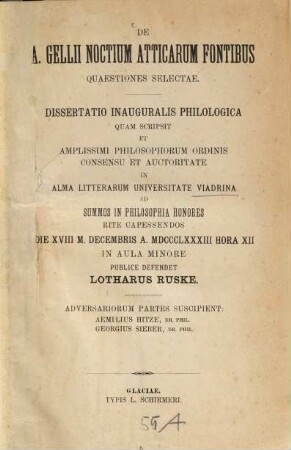 DE
A. GELLII NOCTIUM ATTICARUM FONTIBUS
QUAESTIONES SELECTAE.
DISSERTATIO INAUGURALIS PHILOLOGICA
QUAM SCRIPSIT
ET
AMPLISSIMI PHILOSOPHORUM ORDINIS
CONSENSU ET AUCTORITATE
IN
ALMA LITTERARUM UNIVERSITATE VIADRINA
AD
SUMMOS IN PHILOSOPHIA HONORES
RITE CAPESSENDOS
DIE XVIII M. DECEMBRIS A. MDCCCLXXXIII HORA XII
IN AULA MINORE
PUBLICE DEFENDET
LOTHARUS RUSKE.
ADVERSARIORUM PARTES SUSCIPIENT:
AEMILIUS HITZE, DR. PHIL.
GEORGIUS SIEBER, DR. PHIL.
GLACIAE.
TYPIS L. SCHIRMERI.